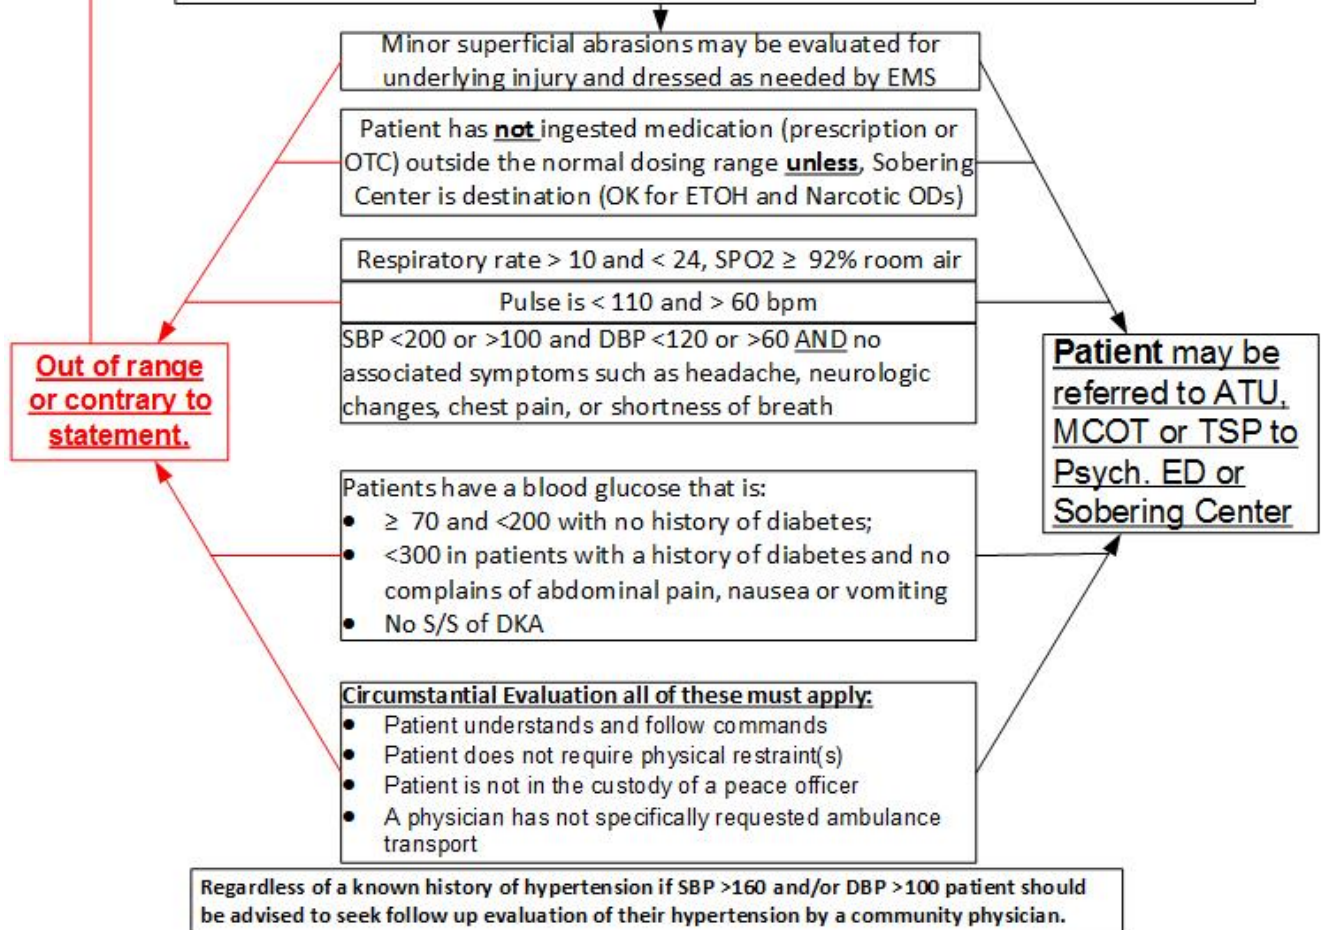 Minor superficial abrasions may be evaluated for
underlying injury and dressed as needed by EMS
Patient has not ingested medication (prescription or
OTC) outside the normal dosing range unless, Sobering
Center is destination (OK for ETOH and Narcotic ODs)
Respiratory rate > 10 and < 24, SPO2 ≥ 92% room air
Pulse is < 110 and > 60 bpm
SBP <200 or >100 and DBP <120 or >60 AND no
associated symptoms such as headache, neurologic
changes, chest pain, or shortness of breath
Out of range
or contrary to
statement.
Patient may be
referred to ATU,
MCOT or TSP to
Psych. ED or
Sobering Center
Patients have a blood glucose that is:
● ≥ 70 and <200 with no history of diabetes;
● <300 in patients with a history of diabetes and no
complains of abdominal pain, nausea or vomiting
● No S/S of DKA
Circumstantial Evaluation all of these must apply:
● Patient understands and follow commands
● Patient does not require physical restraint(s)
● Patient is not in the custody of a peace officer
● A physician has not specifically requested ambulance
transport
Regardless of a known history of hypertension if SBP >160 and/or DBP >100 patient should
be advised to seek follow up evaluation of their hypertension by a community physician.